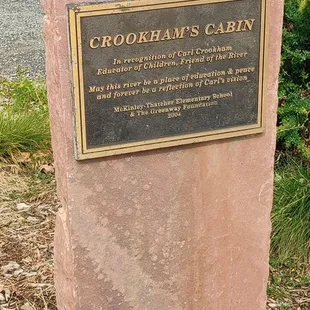 CROOKHAM'S CABIN
In recognition of Carl Crookham
Educator of Children, Friend of the River
May this river be a place of education & peace
and forever be a reflection of Carl's vision
McKinley-Thatcher Elementary School
& The Greenway Foundation
2004